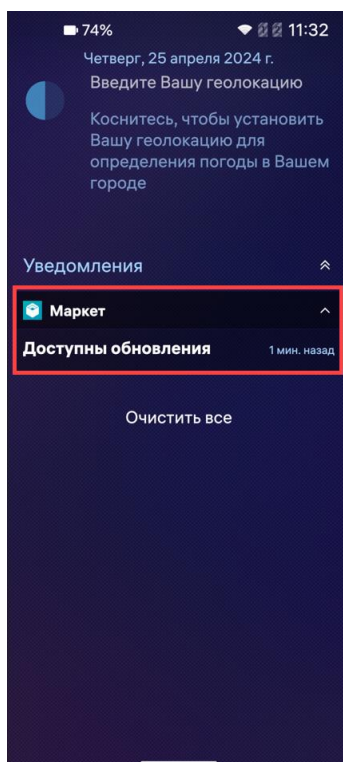 74% 11:32
Четверг, 25 апреля 2024 г.
Введите Вашу геолокацию
Коснитесь, чтобы установить
Вашу геолокацию для
определения погоды в Вашем
городе
Уведомления
Маркет
Доступны обновления 1 мин. назад
Очистить все